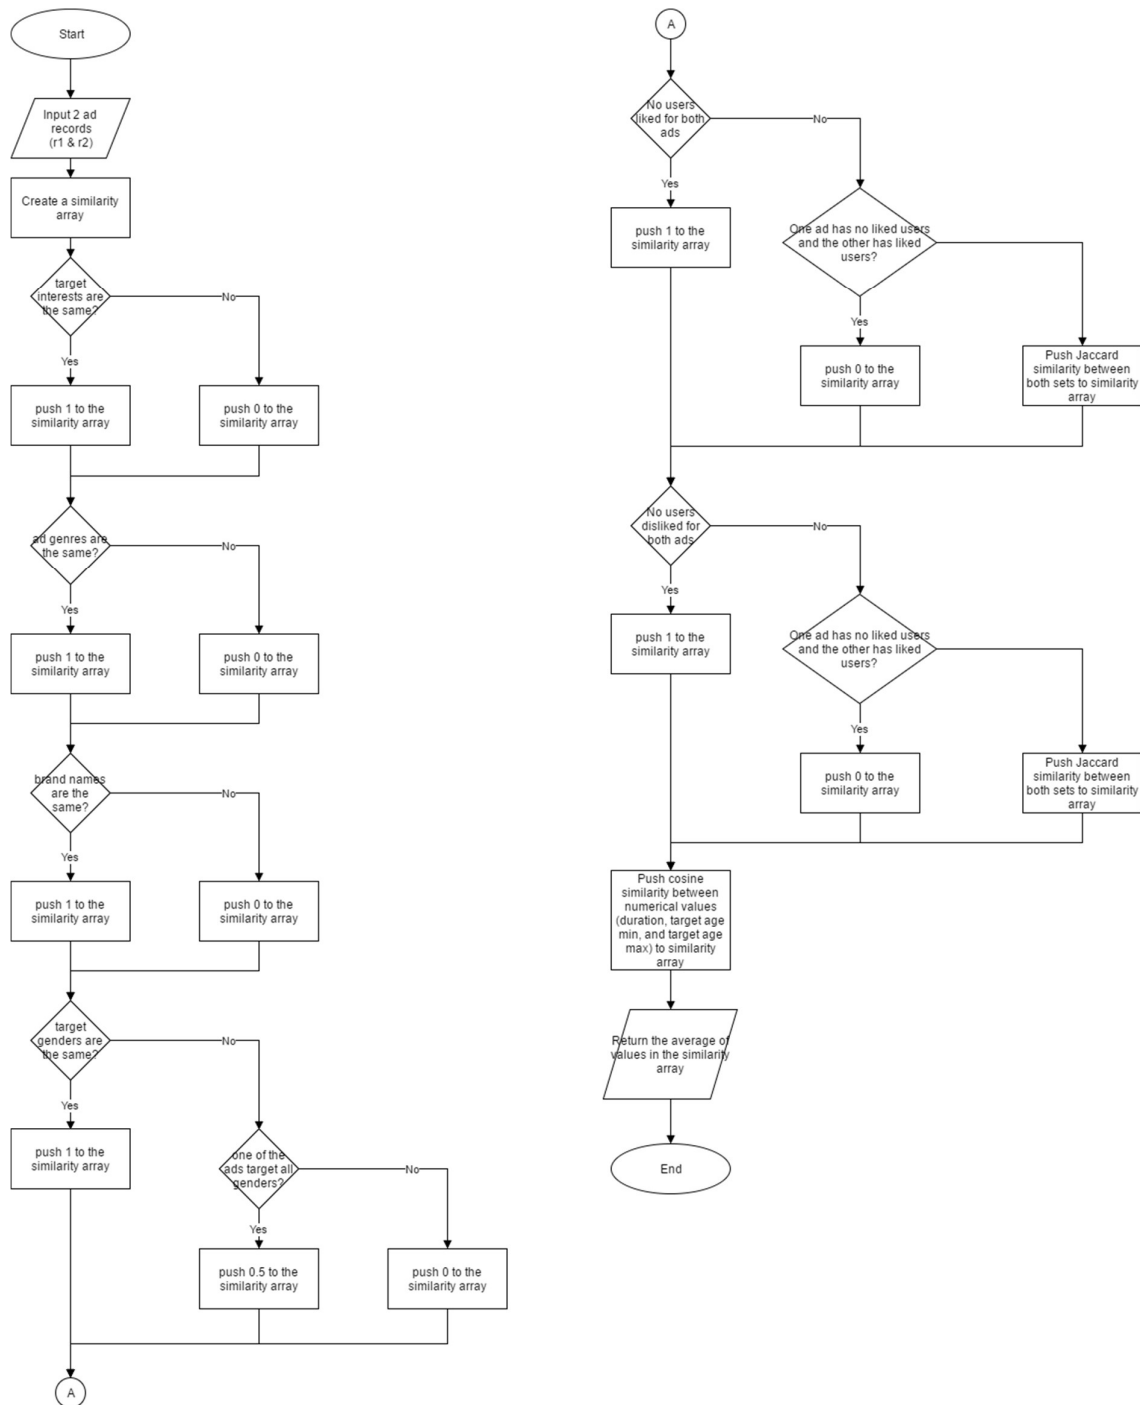 Start
Input 2 ad
records
(r1 & r2)
Create a similarity
array
target
interests are
the same?
No
Yes
push 1 to the
similarity array
push 0 to the
similarity array
ad genres are
the same?
No
Yes
push 1 to the
similarity array
push 0 to the
similarity array
brand names
are the
same?
No
Yes
push 1 to the
similarity array
push 0 to the
similarity array
target
genders are
the same?
No
Yes
push 1 to the
similarity array
one of the
ads target all
genders?
No
Yes
push 0.5 to the
similarity array
push 0 to the
similarity array
A
A
No users
liked for both
ads
No
Yes
push 1 to the
similarity array
One ad has no liked users
and the other has liked
users?
Yes
push 0 to the
similarity array
Push Jaccard
similarity between
both sets to similarity
array
No users
disliked for
both ads
No
Yes
push 1 to the
similarity array
One ad has no liked users
and the other has liked
users?
Yes
push 0 to the
similarity array
Push Jaccard
similarity between
both sets to similarity
array
Push cosine
similarity between
numerical values
(duration, target age
min, and target age
max) to similarity
array
Return the average of
values in the similarity
array
End